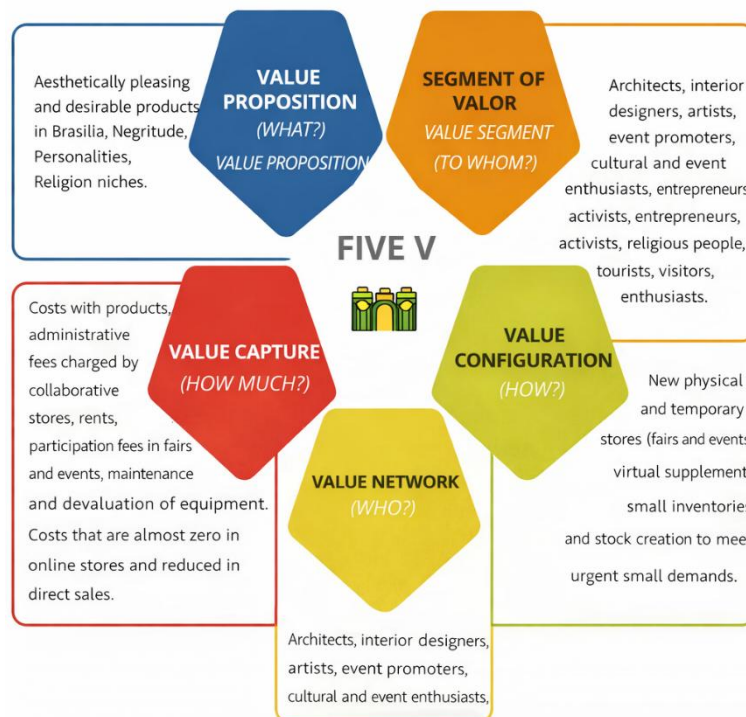 VALUE
PROPOSITION
(WHAT?)
VALUE PROPOSITION
Aesthetically pleasing
and desirable products
in Brasilia, Negritude,
Personalities,
Religion niches.
SEGMENT OF
VALOR
VALUE SEGMENT
(TO WHOM?)
Architects, interior
designers, artists,
event promoters,
cultural and event
enthusiasts, entrepreneurs
activists, entrepreneurs,
activists, religious people,
tourists, visitors,
enthusiasts.
FIVE V
VALUE CAPTURE
(HOW MUCH?)
Costs with products,
administrative
fees charged by
collaborative
stores, rents,
participation fees in fairs
and events, maintenance
and devaluation of equipment.
Costs that are almost zero in
online stores and reduced in
direct sales.
VALUE
CONFIGURATION
(HOW?)
New physical
and temporary
stores (fairs and events
virtual supplement
small inventories
and stock creation to mee
urgent small demands.
VALUE NETWORK
(WHO?)
Architects, interior designers,
artists, event promoters,
cultural and event enthusiasts,